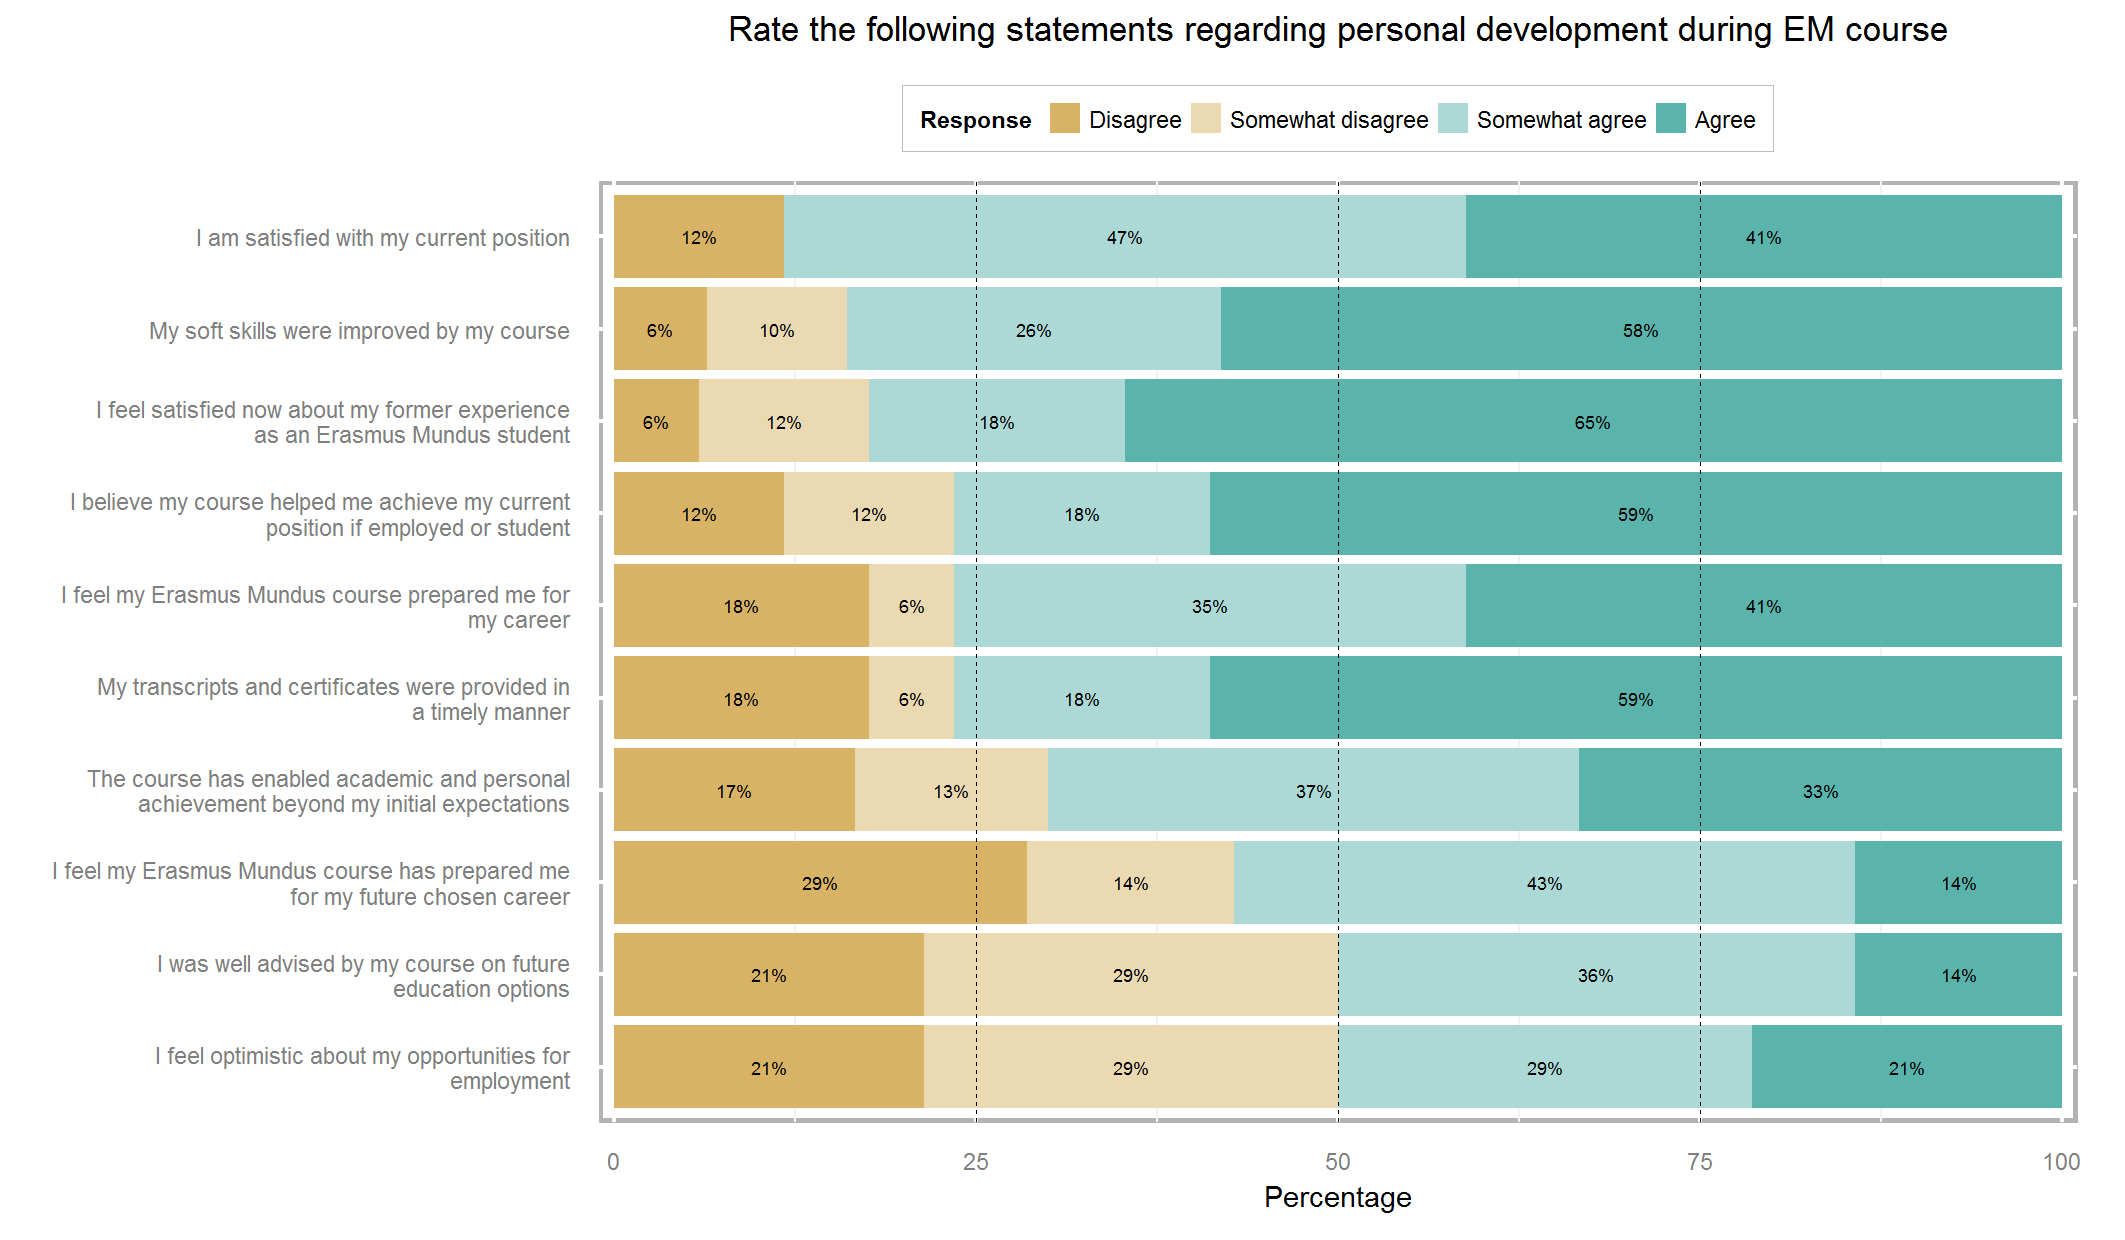 Rate the following statements regarding personal development during EM course
Response Disagree Somewhat disagree Somewhat agree Agree
I am satisfied with my current position
12% 47% 41%
My soft skills were improved by my course
6% 10% 26% 58%
I feel satisfied now about my former experience
as an Erasmus Mundus student
6% 12% 18% 65%
I believe my course helped me achieve my current
position if employed or student
12% 12% 18% 59%
I feel my Erasmus Mundus course prepared me for
my career
18% 6% 35% 41%
My transcripts and certificates were provided in
a timely manner
18% 6% 18% 59%
The course has enabled academic and personal
achievement beyond my initial expectations
17% 13% 37% 33%
I feel my Erasmus Mundus course has prepared me
for my future chosen career
29% 14% 43% 14%
I was well advised by my course on future
education options
21% 29% 36% 14%
I feel optimistic about my opportunities for
employment
21% 29% 29% 21%
0 25 50 75 100
Percentage